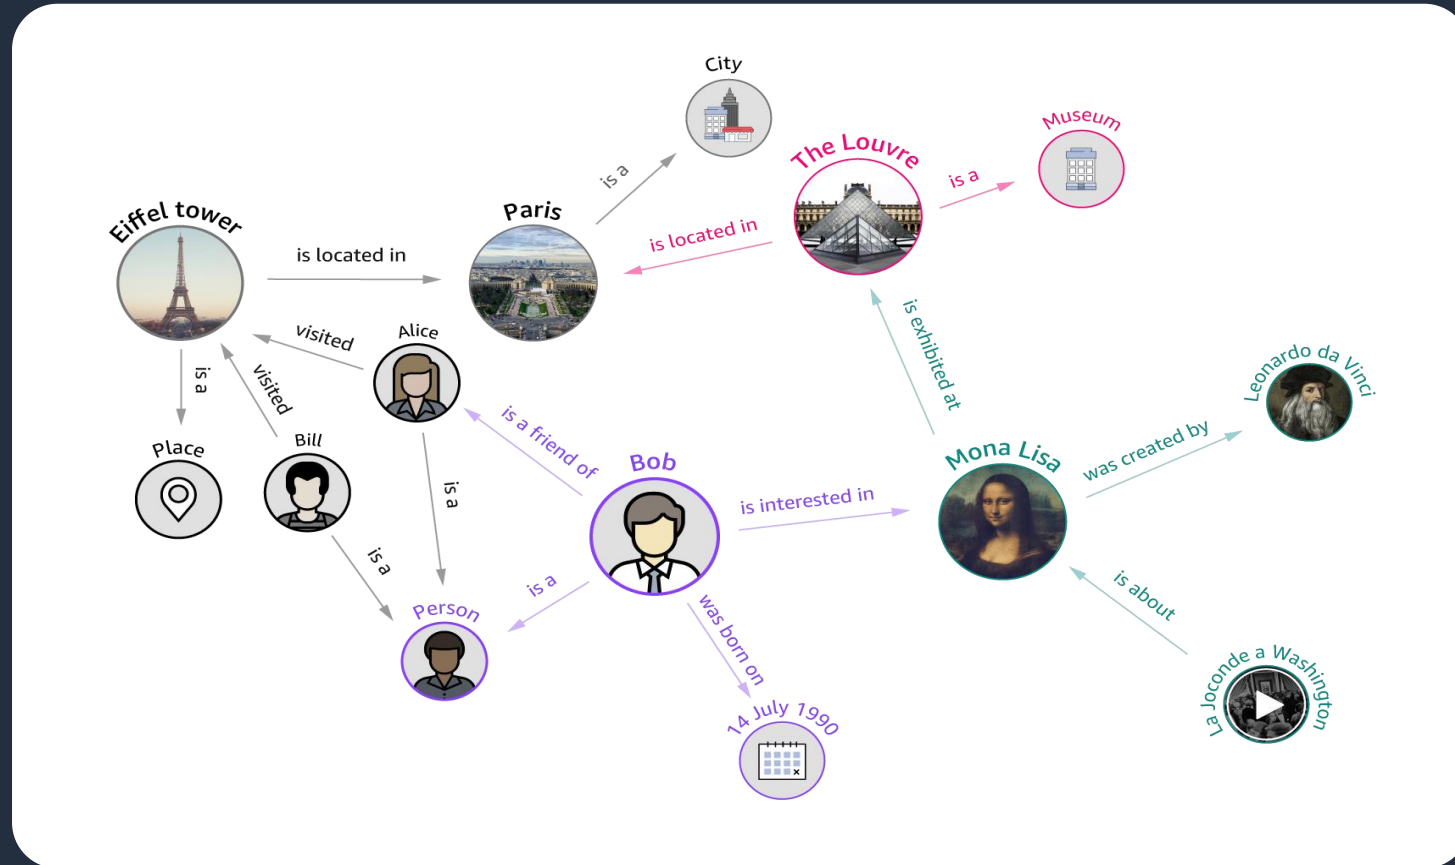 City
Museum
The Louvre
is a
is a
Eiffel tower
Paris
is located in
is located in
visited
Alice
is exhibited at
is a
visited
Leonardo da Vinci
is a friend of
Place
Bill
Bob
Mona Lisa
was created by
is a
is interested in
is a
is a
is about
Person
was born on
La Joconde a Washington
14 July 1990